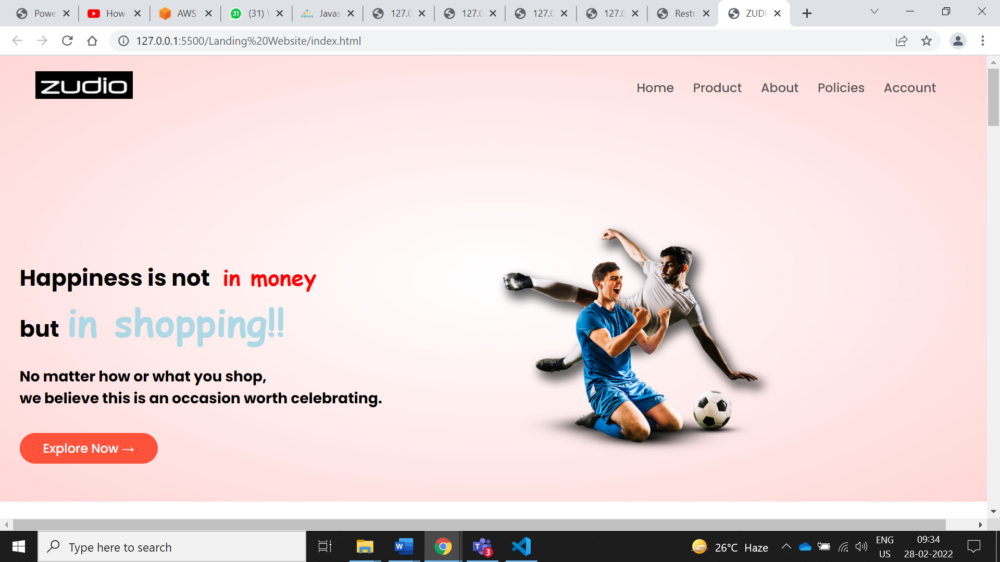 Powe
How
AWS
(31)
Javas
127.0
127.0
127.0
127.0
Restr
ZUDI
127.0.0.1:5500/Landing%20Website/index.html
zudio
Home Product About Policies Account
Happiness is not in money
but in shopping!!
No matter how or what you shop,
we believe this is an occasion worth celebrating.
Explore Now →
Type here to search
3
26°C Haze
ENG
US
09:34
28-02-2022